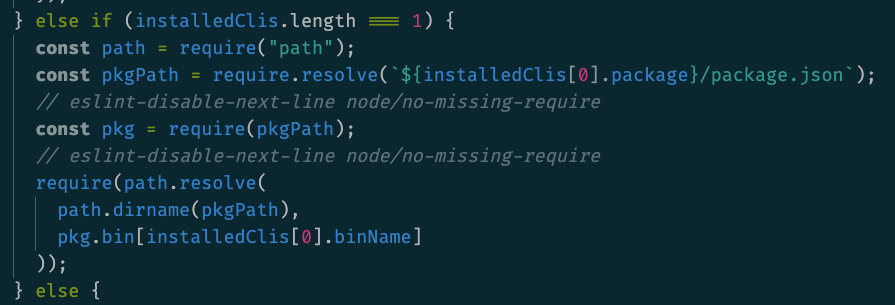 } else if (installedClis.length === 1) {
const path = require("path");
const pkgPath = require.resolve(`${installedClis[0].package}/package.json`);
// eslint-disable-next-line node/no-missing-require
const pkg = require(pkgPath);
// eslint-disable-next-line node/no-missing-require
require(path.resolve(
path.dirname(pkgPath),
pkg.bin[installedClis[0].binName]
));
} else {